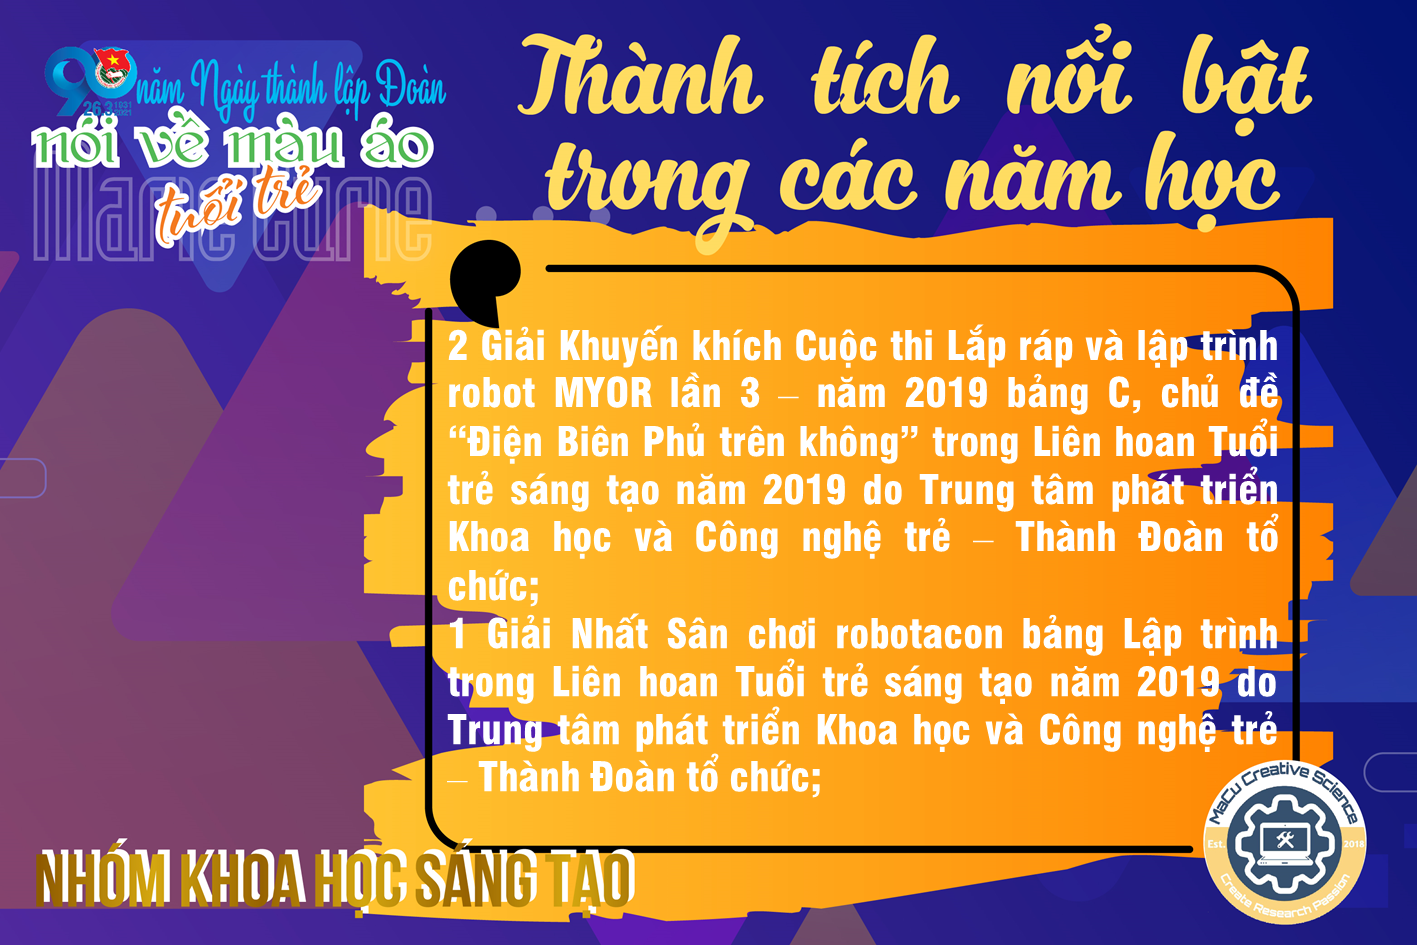 90 năm Ngày thành lập Đoàn
26.3 1931 2021
nói về màu áo
tuổi trẻ
Marie Curie
Thành tích nổi bật
trong các năm học
2 Giải Khuyến khích Cuộc thi Lắp ráp và lập trình
robot MYOR lần 3 – năm 2019 bảng C, chủ đề
“Điện Biên Phủ trên không” trong Liên hoan Tuổi
trẻ sáng tạo năm 2019 do Trung tâm phát triển
Khoa học và Công nghệ trẻ – Thành Đoàn tổ
chức;
1 Giải Nhất Sân chơi robotacon bảng Lập trình
trong Liên hoan Tuổi trẻ sáng tạo năm 2019 do
Trung tâm phát triển Khoa học và Công nghệ trẻ
– Thành Đoàn tổ chức;
NHÓM KHOA HỌC SÁNG TẠO
MaCu Creative Science
Est. 2018
Create Research Passion